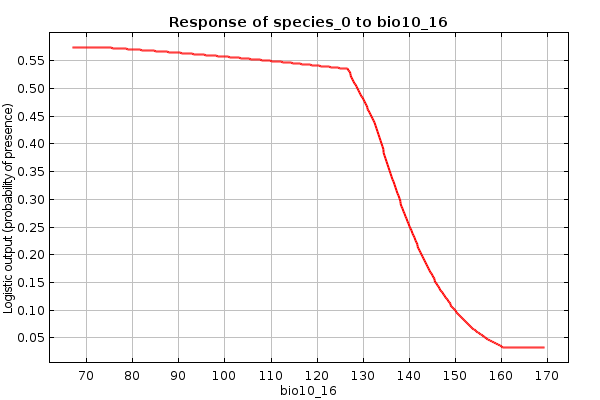 Response of species_0 to bio10_16
Logistic output (probability of presence)
0.55
0.50
0.45
0.40
0.35
0.30
0.25
0.20
0.15
0.10
0.05
70 80 90 100 110 120 130 140 150 160 170
bio10_16